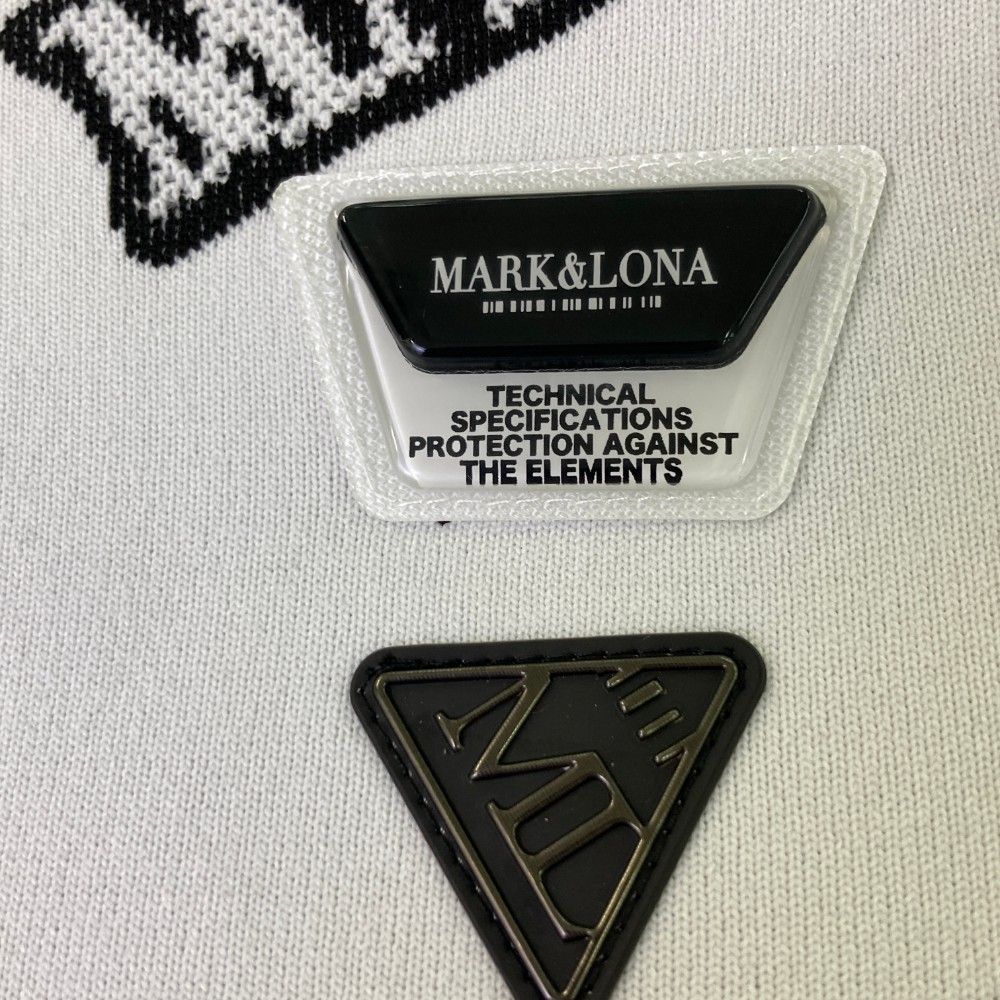 MARK&LONA
TECHNICAL
SPECIFICATIONS
PROTECTION AGAINST
THE ELEMENTS